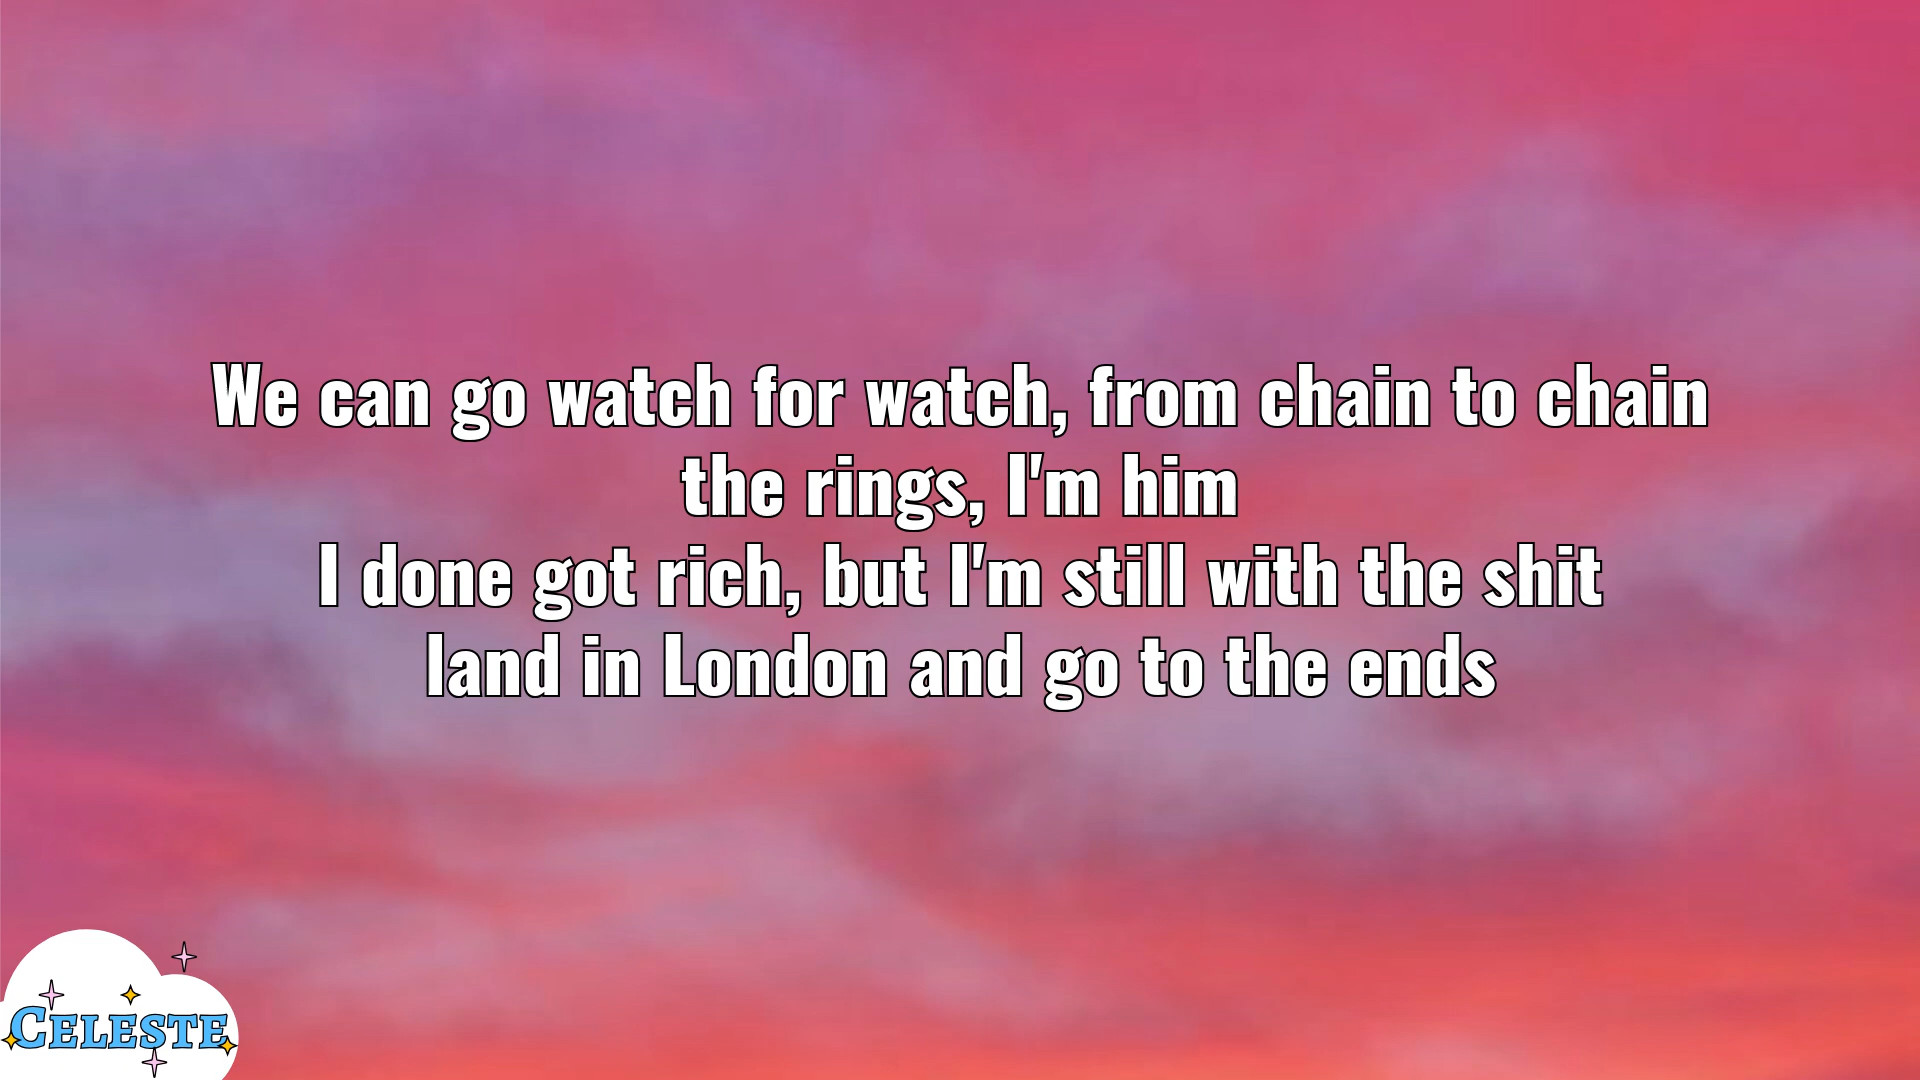 We can go watch for watch, from chain to chain
the rings, I'm him
I done got rich, but I'm still with the shit
land in London and go to the ends
CELESTE